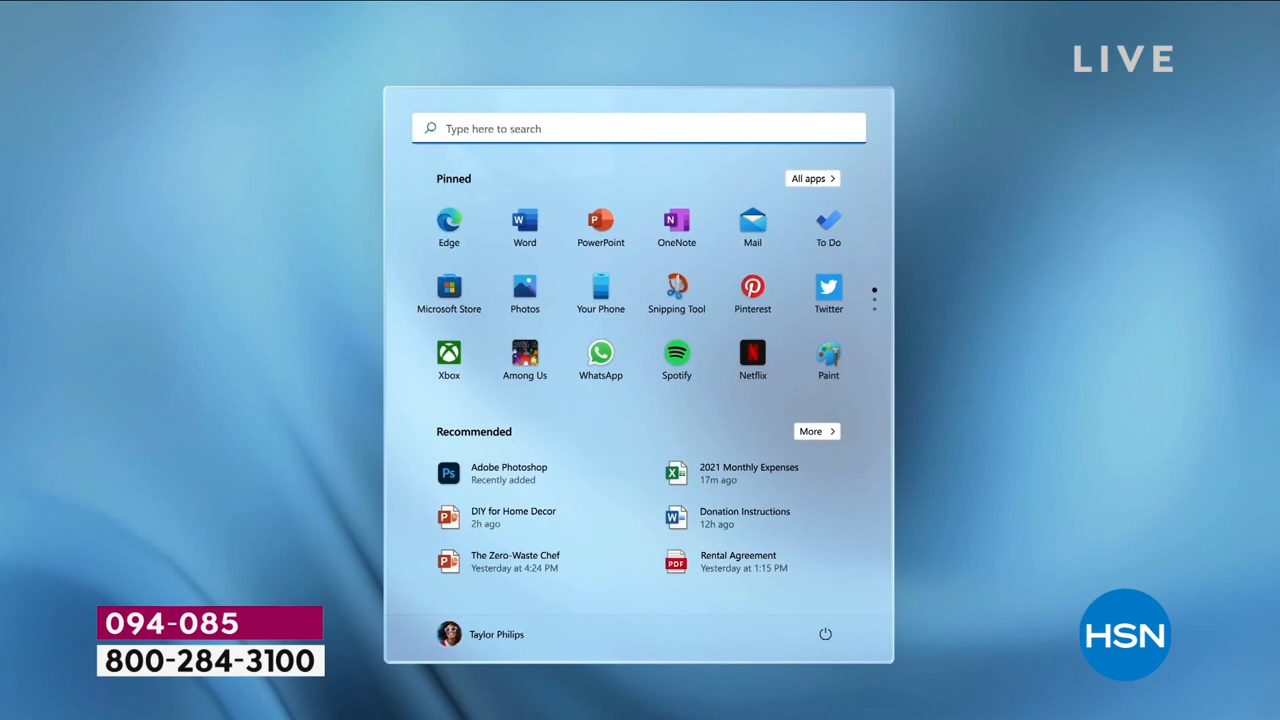 LIVE
Type here to search
Pinned
All apps
Edge
Word
PowerPoint
OneNote
Mail
To Do
Microsoft Store
Photos
Your Phone
Snipping Tool
Pinterest
Twitter
Xbox
Among Us
WhatsApp
Spotify
Netflix
Paint
Recommended
More
Ps
Adobe Photoshop
Recently added
2021 Monthly Expenses
17m ago
DIY for Home Decor
2h ago
Donation Instructions
12h ago
The Zero-Waste Chef
Yesterday at 4:24 PM
PDF
Rental Agreement
Yesterday at 1:15 PM
Taylor Philips
094-085
800-284-3100
HSN